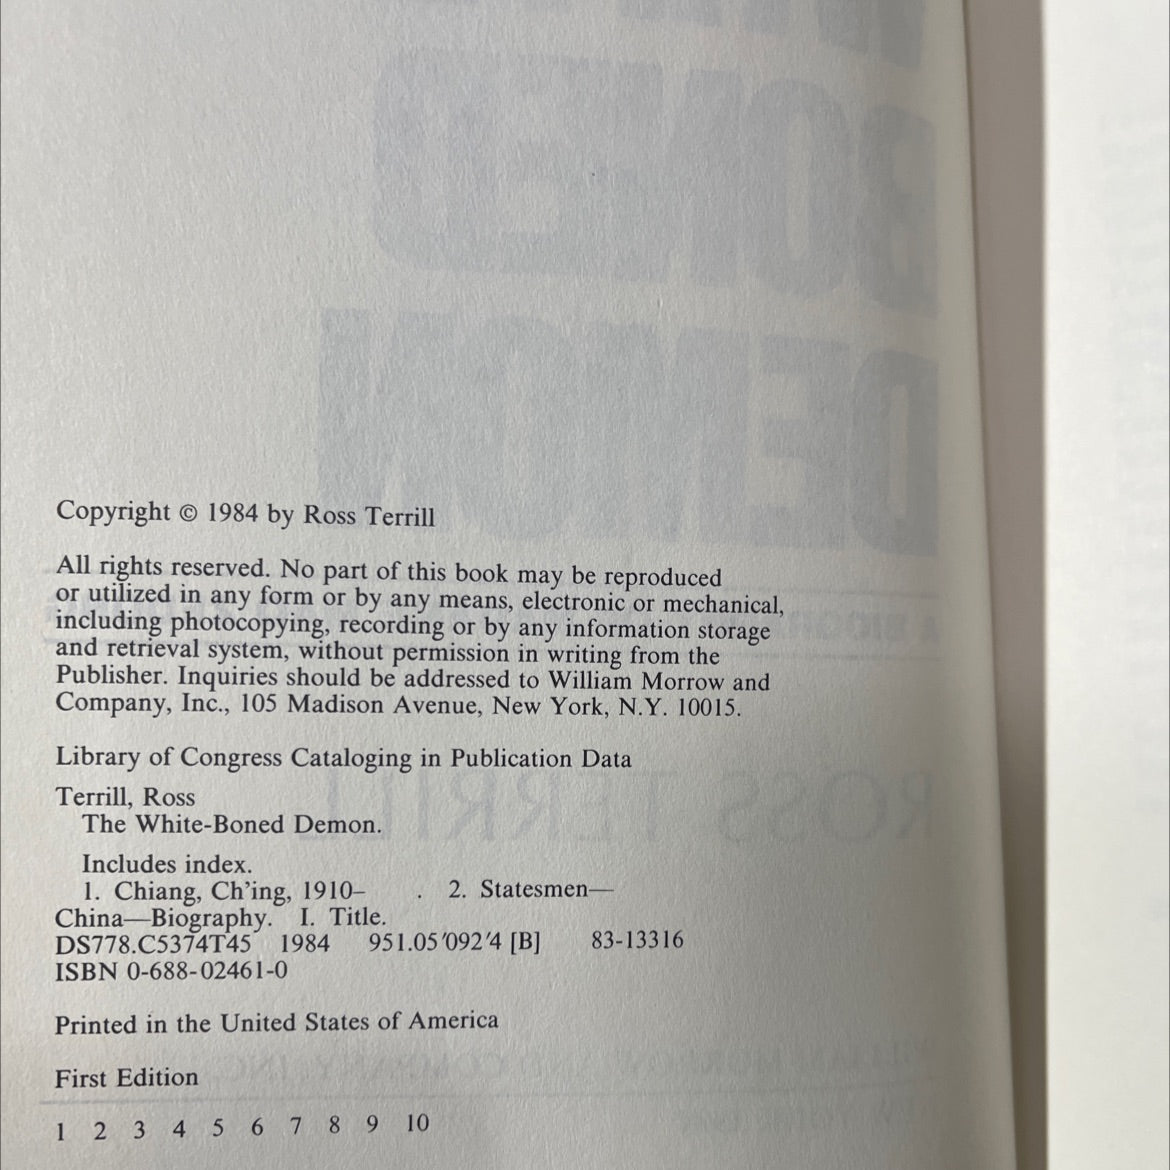 Copyright © 1984 by Ross Terrill
All rights reserved. No part of this book may be reproduced
or utilized in any form or by any means, electronic or mechanical,
including photocopying, recording or by any information storage
and retrieval system, without permission in writing from the
Publisher. Inquiries should be addressed to William Morrow and
Company, Inc., 105 Madison Avenue, New York, N.Y. 10015.
Library of Congress Cataloging in Publication Data
Terrill, Ross
The White-Boned Demon.
Includes index.
1. Chiang, Ch'ing, 1910– . 2. Statesmen—
China—Biography. I. Title.
DS778.C5374T45 1984 951.05'092'4 [B] 83-13316
ISBN 0-688-02461-0
Printed in the United States of America
First Edition
1 2 3 4 5 6 7 8 9 10